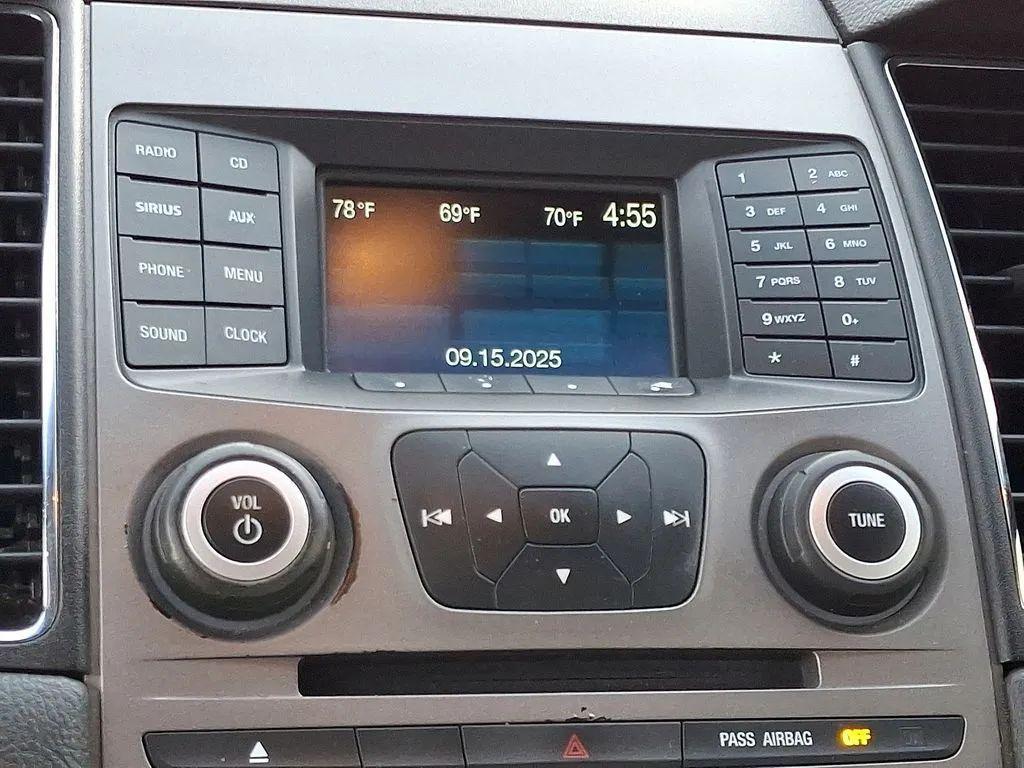 RADIO CD
SIRIUS AUX
PHONE MENU
SOUND CLOCK
78°F 69°F 70°F 4:55
09.15.2025
1 2 ABC
3 DEF 4 GHI
5 JKL 6 MNO
7 PQRS 8 TUV
9 WXYZ 0+
* #
VOL
OK
TUNE
PASS AIRBAG OFF